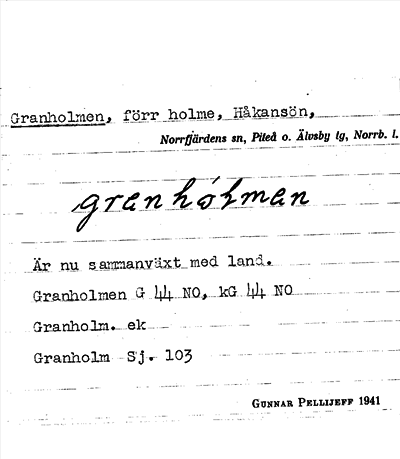 Granholmen, förr holme, Håkansön,
Norrfjärdens sn, Piteå o. Älvsby tg, Norrb. l.
grɑnhólmɑn
Är nu sammanväxt med land.
Granholmen G 44 NO, kG 44 NO
Granholm. ek
Granholm Sj. 103
GUNNAR PELLIJEFF 1941